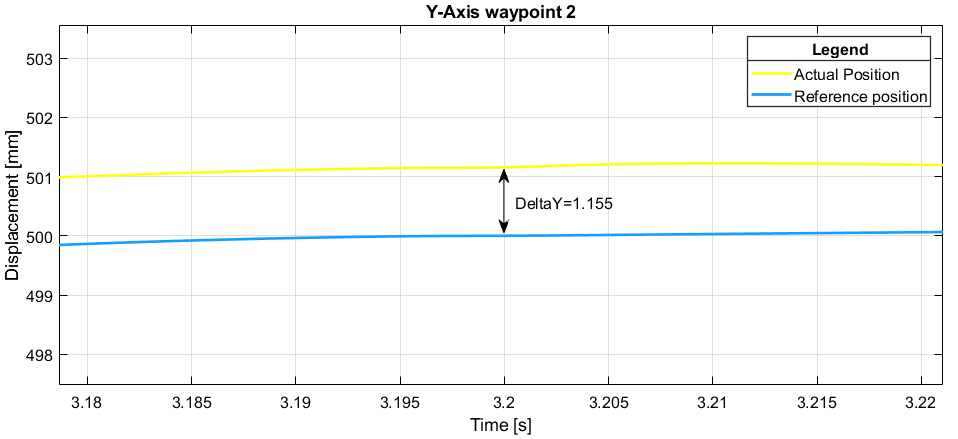 Y-Axis waypoint 2
Legend
Actual Position
Reference position
Displacement [mm]
503
502
501
500
499
498
DeltaY=1.155
3.18 3.185 3.19 3.195 3.2 3.205 3.21 3.215 3.22
Time [s]